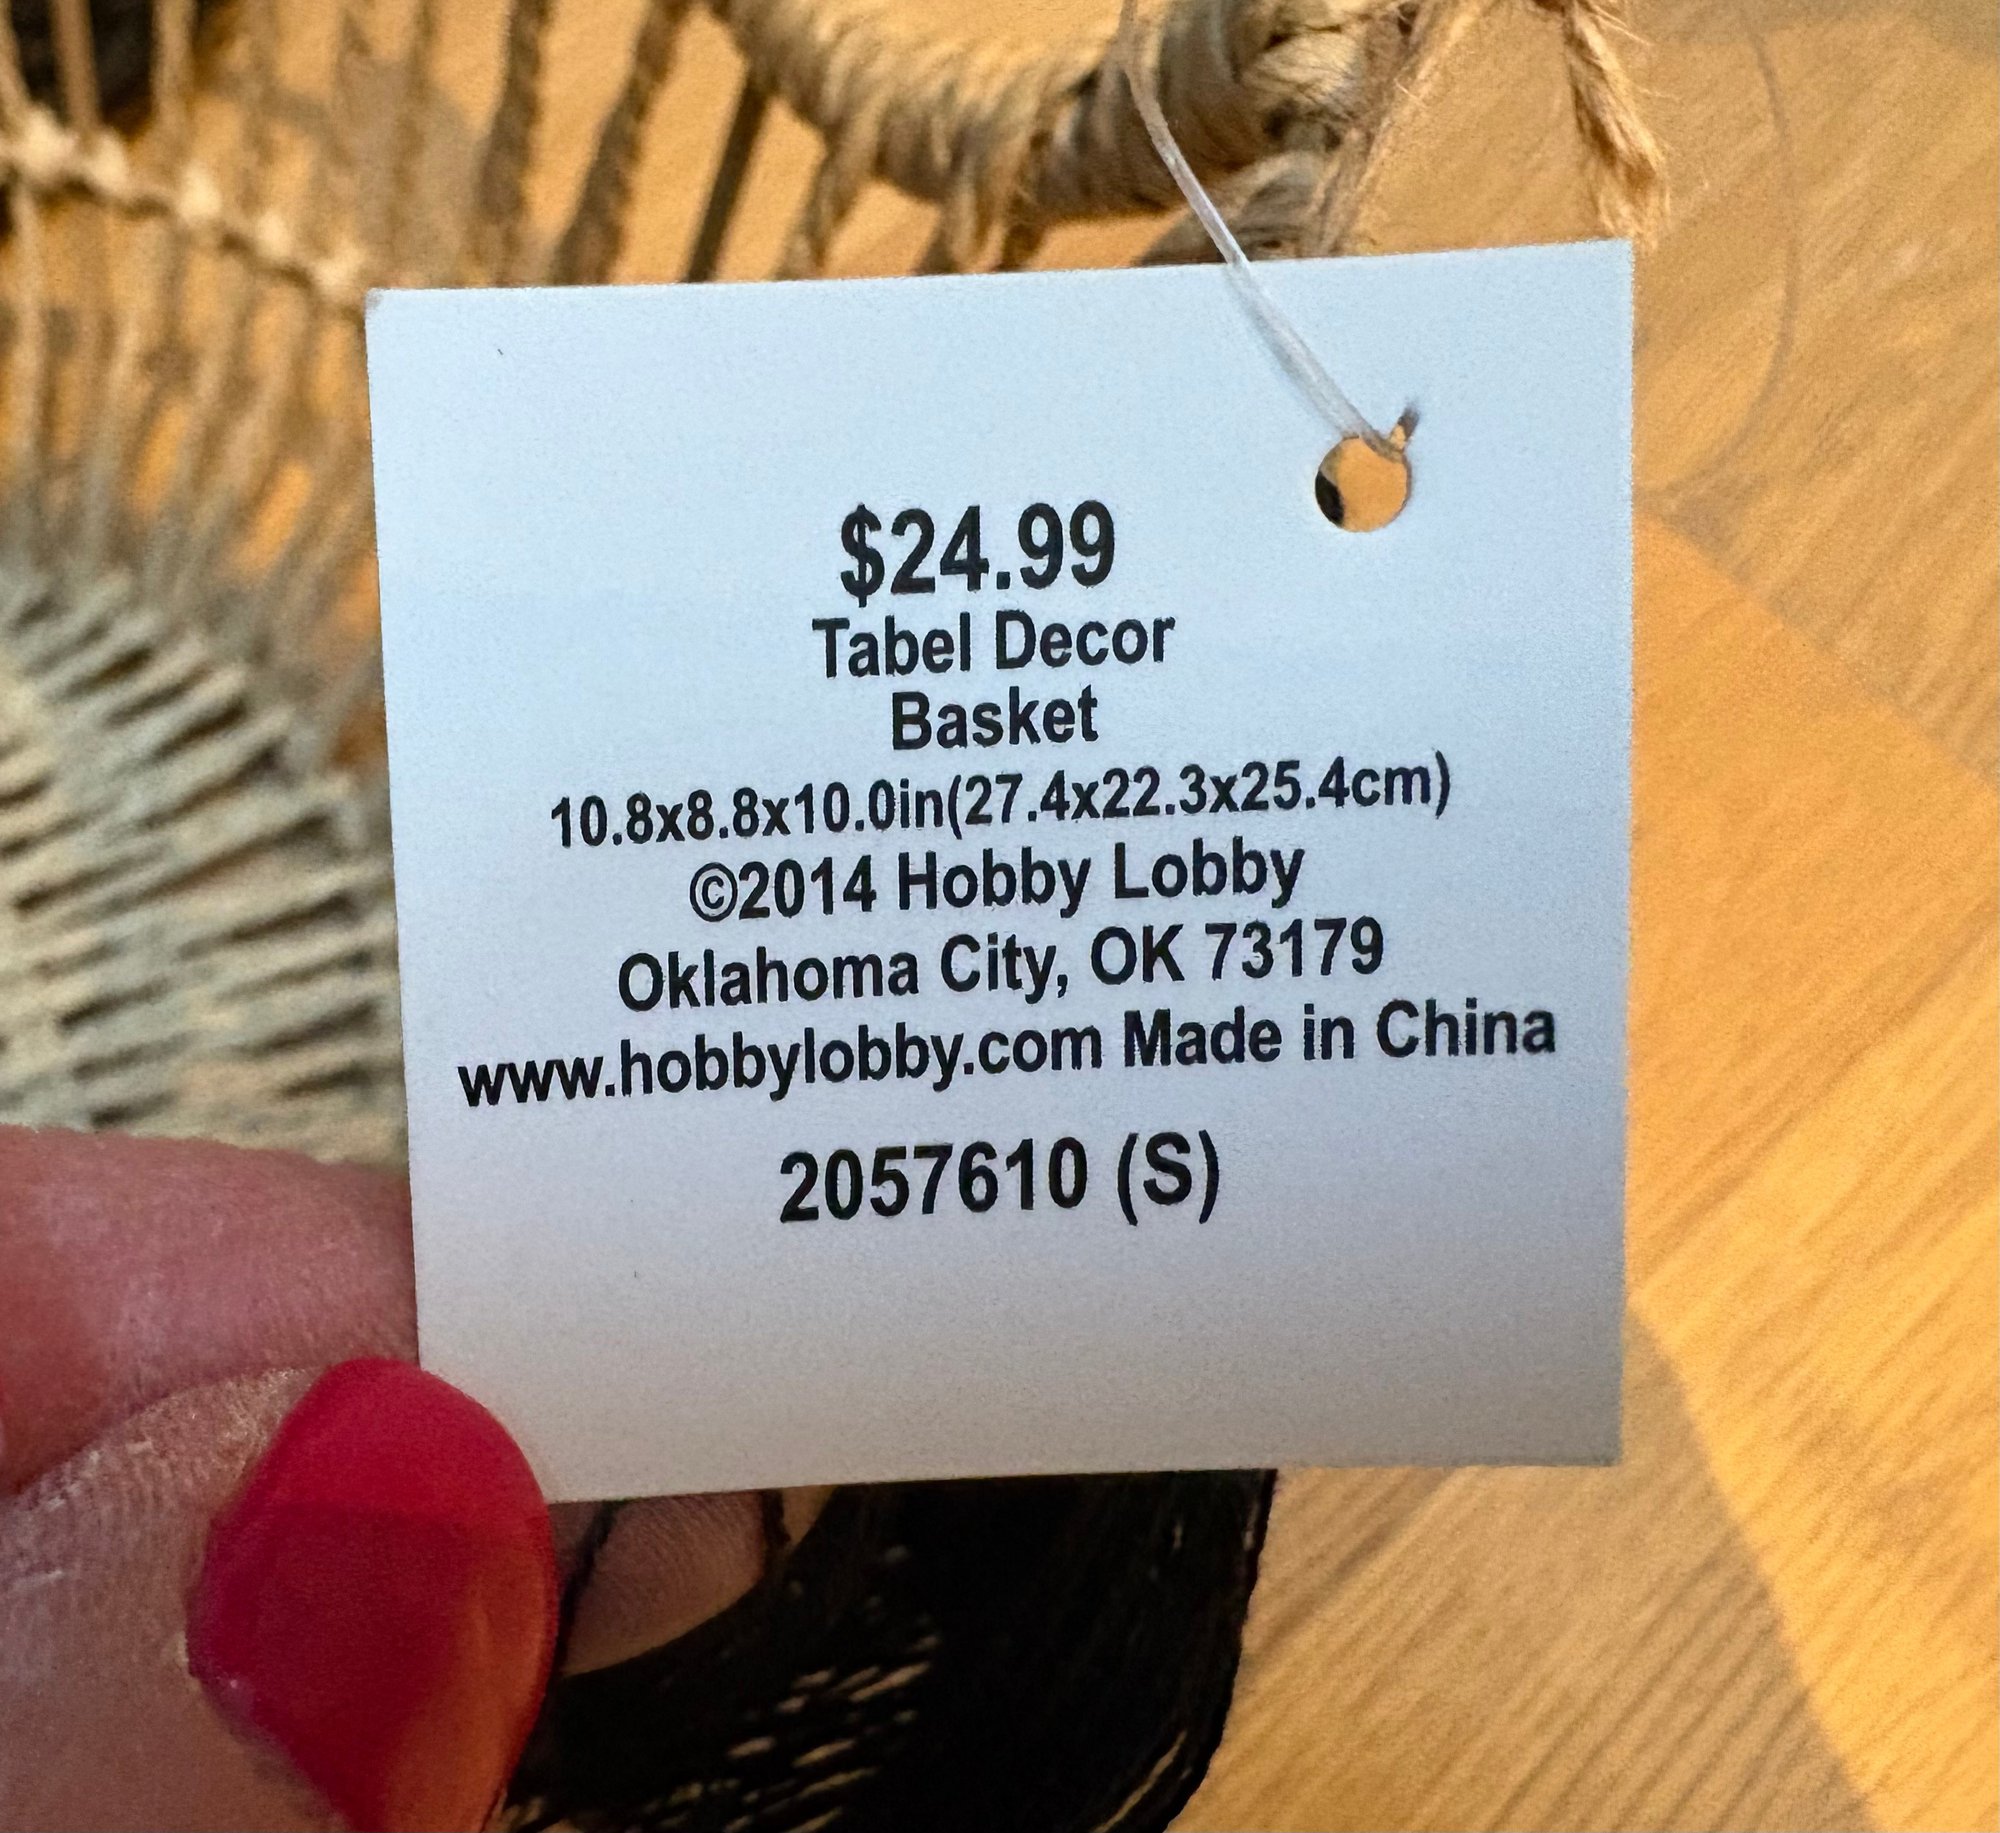 $24.99
Tabel Decor
Basket
10.8x8.8x10.0in(27.4x22.3x25.4cm)
©2014 Hobby Lobby
Oklahoma City, OK 73179
www.hobbylobby.com Made in China
2057610 (S)